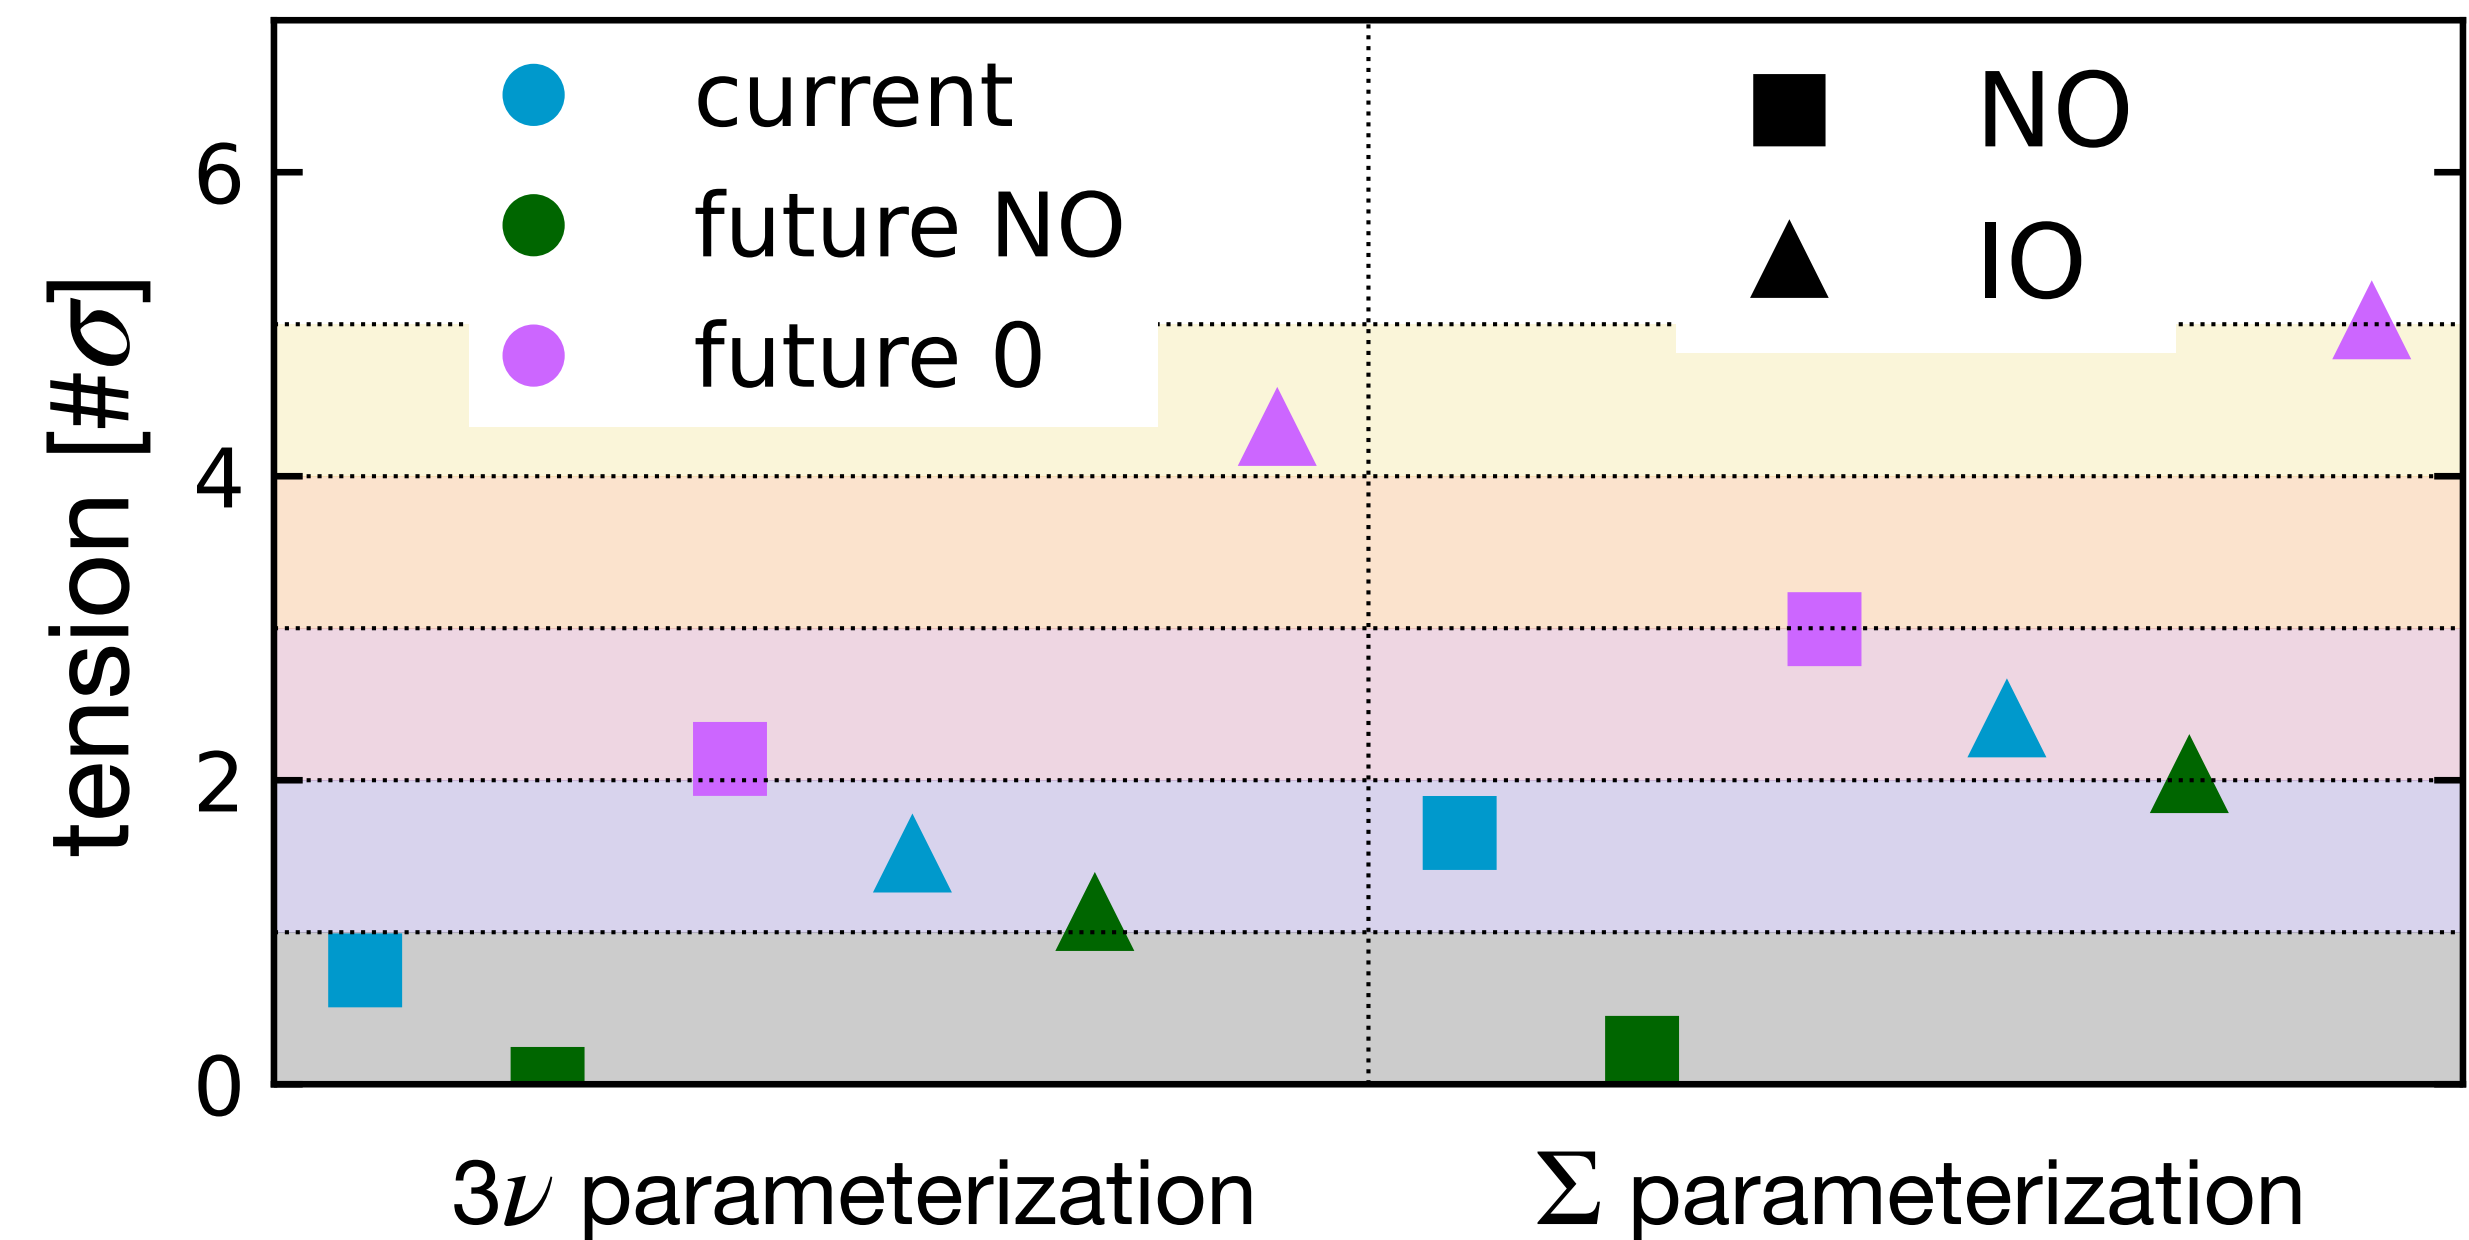 current
future NO
future 0
NO
IO
6
4
2
0
tension [#σ]
3ν parameterization
Σ parameterization